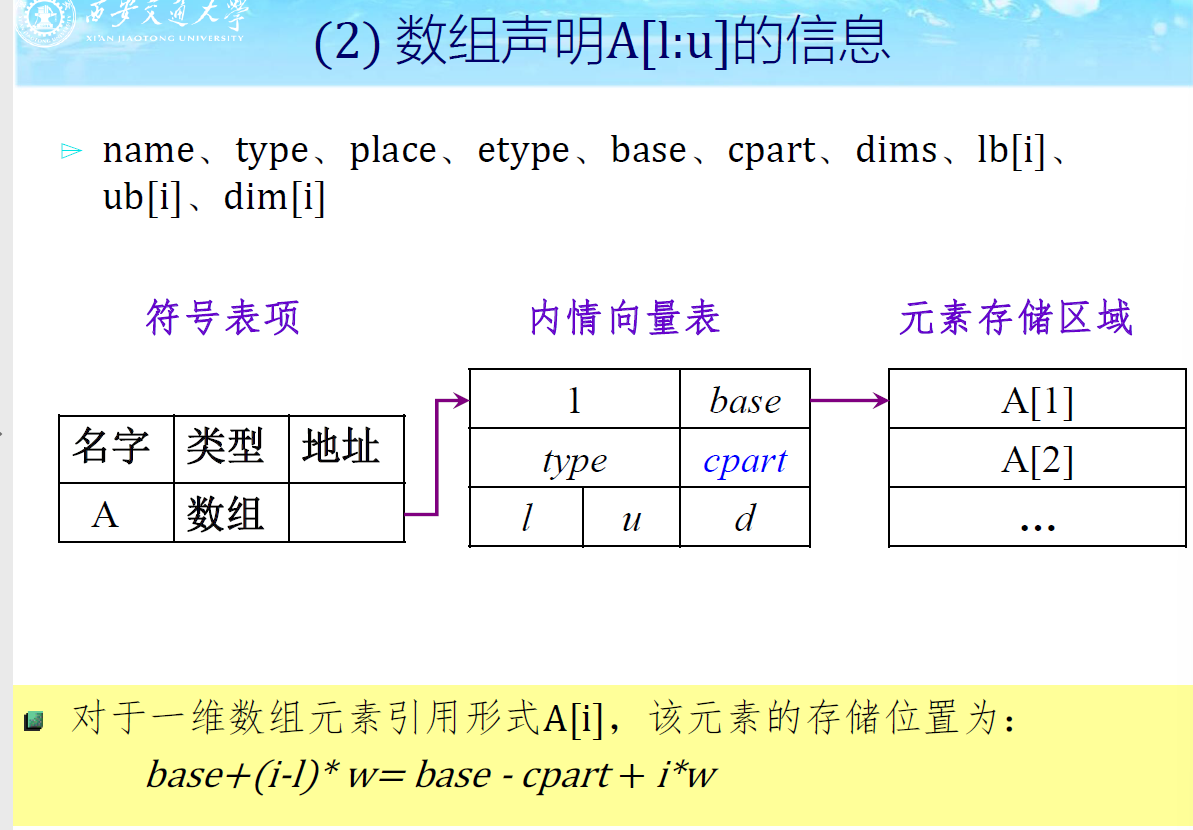 西安交通大学
XI'AN JIAOTONG UNIVERSITY
(2) 数组声明A[l:u]的信息
name、type、place、etype、base、cpart、dims、lb[i]、
ub[i]、dim[i]
符号表项
内情向量表
元素存储区域
名字 类型 地址
A 数组
1 base
type cpart
l u d
A[1]
A[2]
…
对于一维数组元素引用形式A[i]，该元素的存储位置为：
base+(i-l)* w= base - cpart + i*w